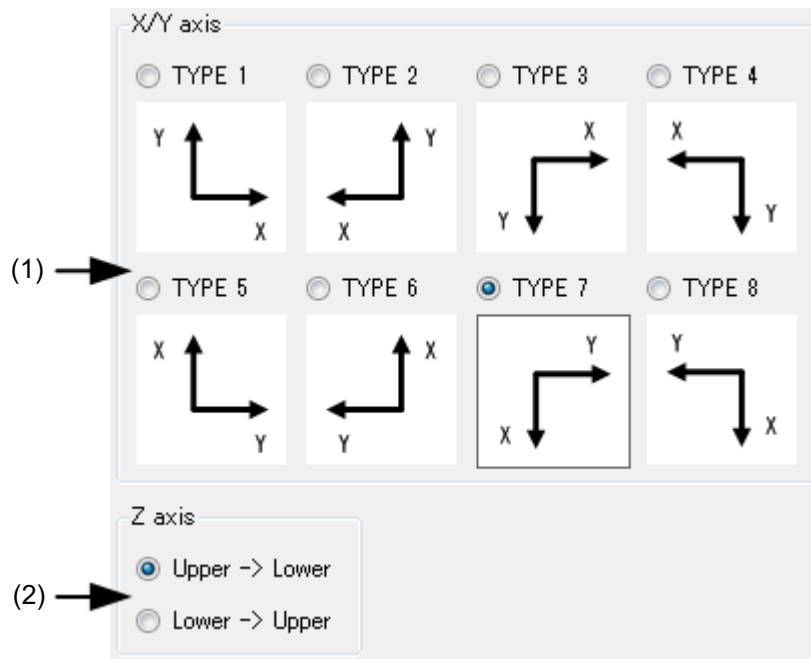 X/Y axis
TYPE 1 TYPE 2 TYPE 3 TYPE 4
Y Y X X
X X Y Y
(1)
TYPE 5 TYPE 6 TYPE 7 TYPE 8
X X Y Y
Y Y X X
Z axis
Upper -> Lower
(2)
Lower -> Upper